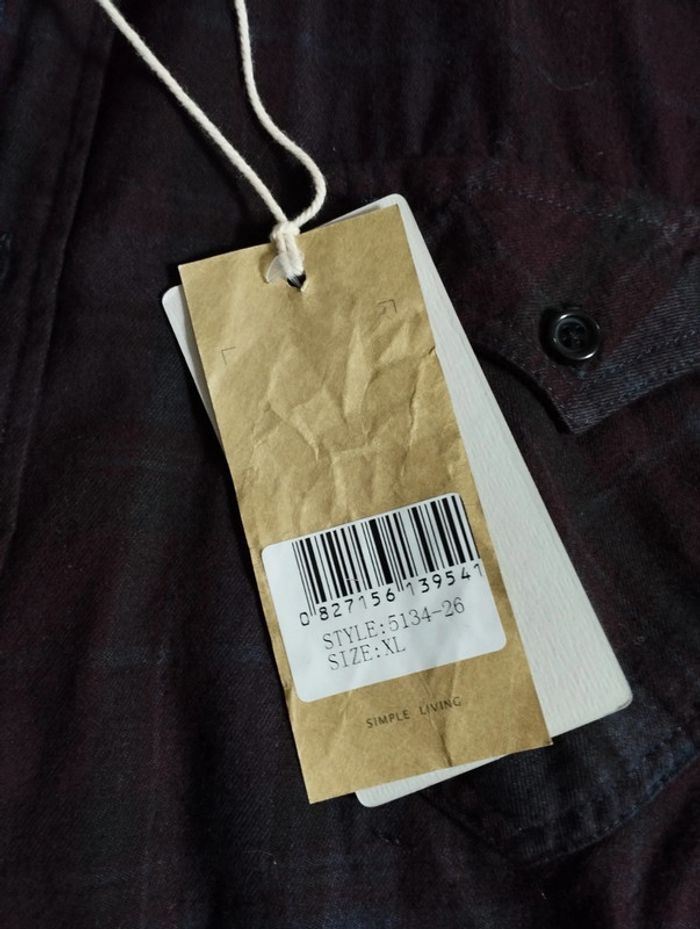 0 827156 139541
STYLE:5134-26
SIZE:XL
SIMPLE LIVING